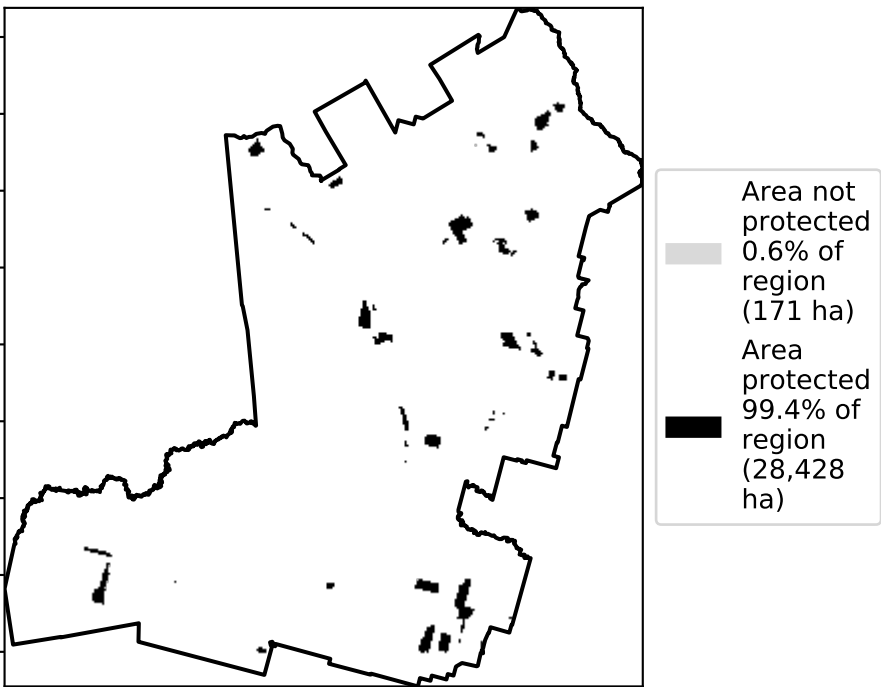 Area not
protected
0.6% of
region
(171 ha)
Area
protected
99.4% of
region
(28,428
ha)